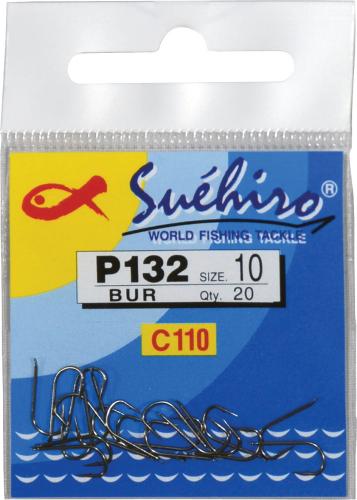 Suéhiro®
WORLD FISHING TACKLE
P132 SIZE. 10
BUR Qty. 20
C110